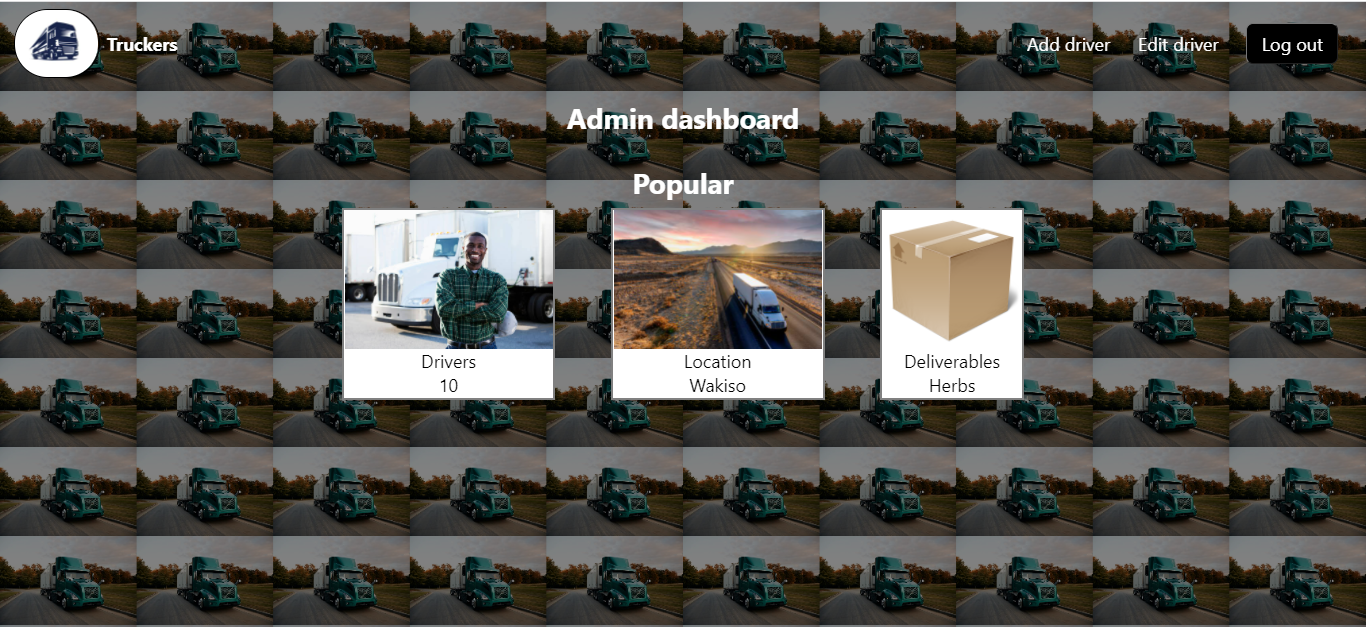 Truckers
Add driver
Edit driver
Log out
Admin dashboard
Popular
Drivers
10
Location
Wakiso
Deliverables
Herbs